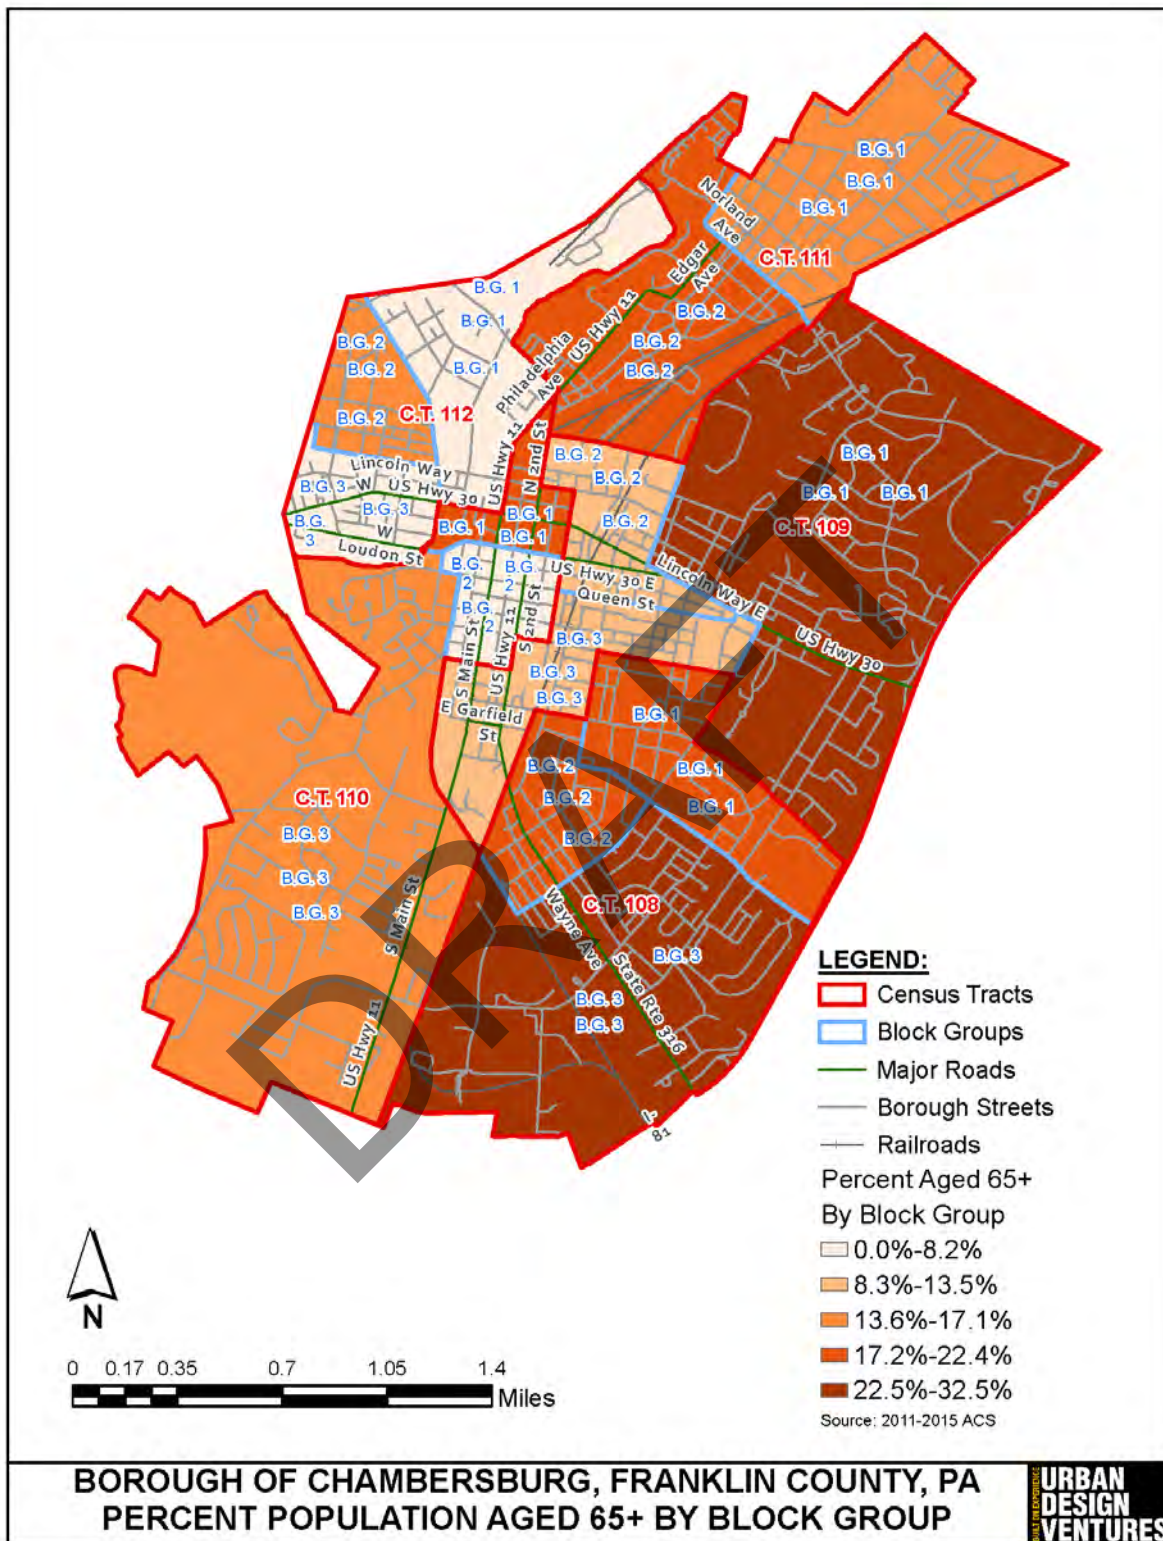 B.G. 1
B.G. 1
B.G. 1
Norland
Ave
C.T. 111
Edgar
Ave
B.G. 1
B.G. 1
B.G. 1
US Hwy 11
B.G. 2
B.G. 2
B.G. 2
Philadelphia
Ave
B.G. 2
B.G. 2
B.G. 2
C.T. 112
US Hwy 11
N 2nd St
B.G. 2
B.G. 2
B.G. 2
B.G. 1
B.G. 1
B.G. 1
C.T. 109
Lincoln Way
W
US Hwy 30
B.G. 3
B.G. 3
B.G.
3
W
Loudon St
B.G. 1
B.G. 1
B.G. 1
B.G.
2
B.G.
2
B.G.
2
US Hwy 30 E
Lincoln Way E
Queen St
US Hwy 30
S Main St
US Hwy 11
S 2nd St
B.G. 3
B.G. 3
B.G. 3
E Garfield
St
B.G. 1
B.G. 1
B.G. 1
B.G. 2
B.G. 2
B.G. 2
C.T. 110
B.G. 3
B.G. 3
B.G. 3
S Main St
US Hwy 11
C.T. 108
Wayne Ave
State Rte 316
B.G. 3
B.G. 3
B.G. 3
I-
81
DRAFT
LEGEND:
Census Tracts
Block Groups
Major Roads
Borough Streets
Railroads
Percent Aged 65+
By Block Group
0.0%-8.2%
8.3%-13.5%
13.6%-17.1%
17.2%-22.4%
22.5%-32.5%
Source: 2011-2015 ACS
N
0 0.17 0.35 0.7 1.05 1.4
Miles
BOROUGH OF CHAMBERSBURG, FRANKLIN COUNTY, PA
PERCENT POPULATION AGED 65+ BY BLOCK GROUP
BUILT ON EXPERIENCE
URBAN
DESIGN
VENTURES